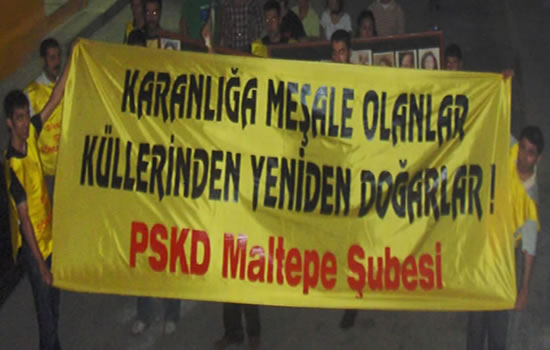 KARANLIĞA MEŞALE OLANLAR
KÜLLERİNDEN YENİDEN DOĞARLAR !
PSKD Maltepe Şubesi